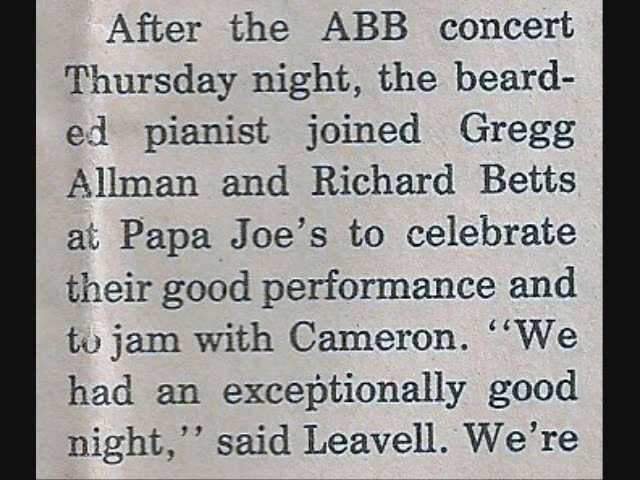 After the ABB concert
Thursday night, the beard-
ed pianist joined Gregg
Allman and Richard Betts
at Papa Joe's to celebrate
their good performance and
to jam with Cameron. "We
had an exceptionally good
night," said Leavell. We're